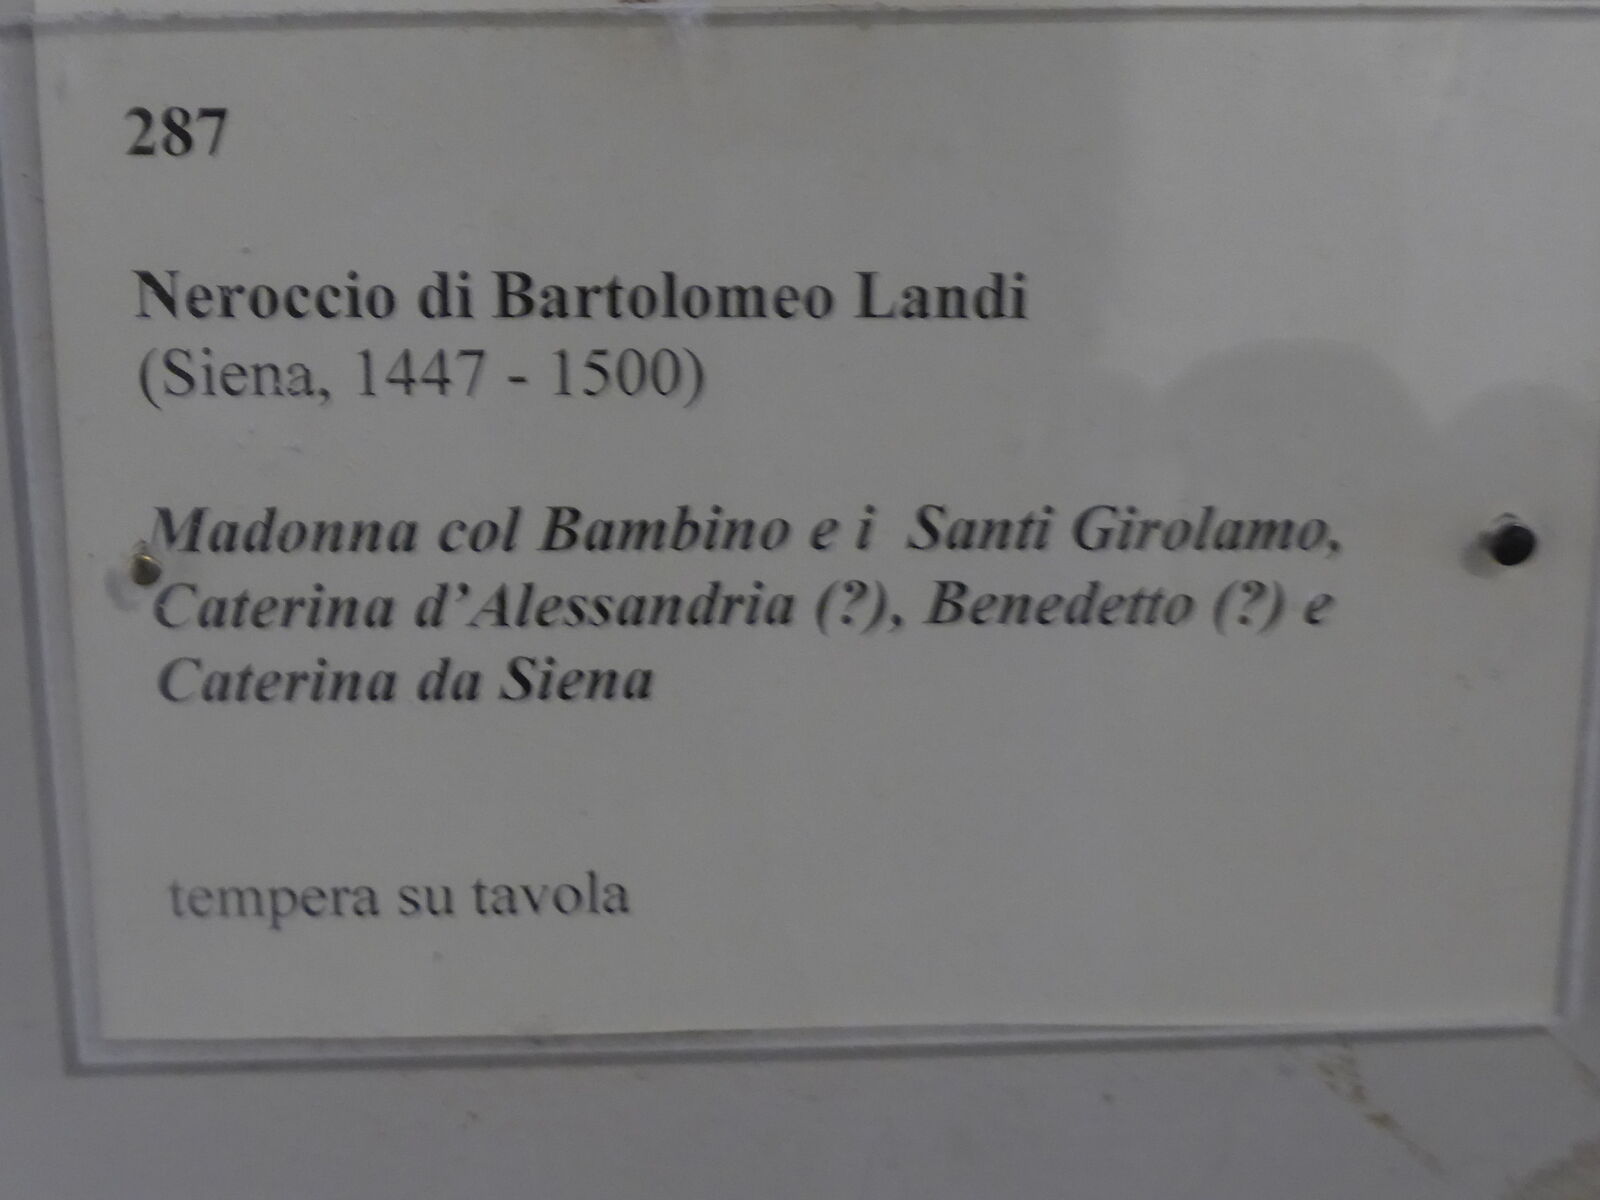 287
Neroccio di Bartolomeo Landi
(Siena, 1447 - 1500)
Madonna col Bambino e i Santi Girolamo,
Caterina d’Alessandria (?), Benedetto (?) e
Caterina da Siena
tempera su tavola